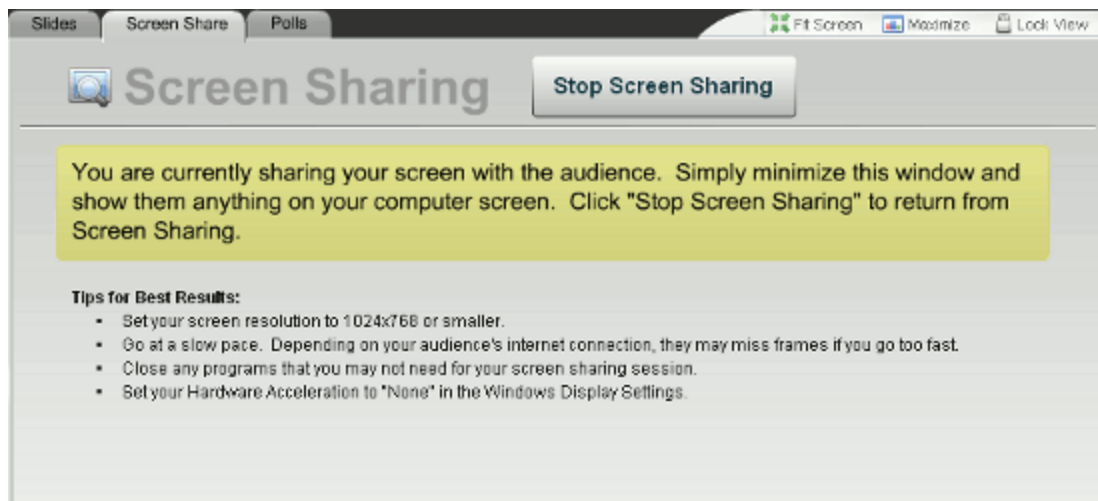 Slides Screen Share Polls Fit Screen Maximize Lock View
Screen Sharing Stop Screen Sharing
You are currently sharing your screen with the audience. Simply minimize this window and
show them anything on your computer screen. Click "Stop Screen Sharing" to return from
Screen Sharing.
Tips for Best Results:
▪ Set your screen resolution to 1024x768 or smaller.
▪ Go at a slow pace. Depending on your audience's internet connection, they may miss frames if you go too fast.
▪ Close any programs that you may not need for your screen sharing session.
▪ Set your Hardware Acceleration to "None" in the Windows Display Settings.